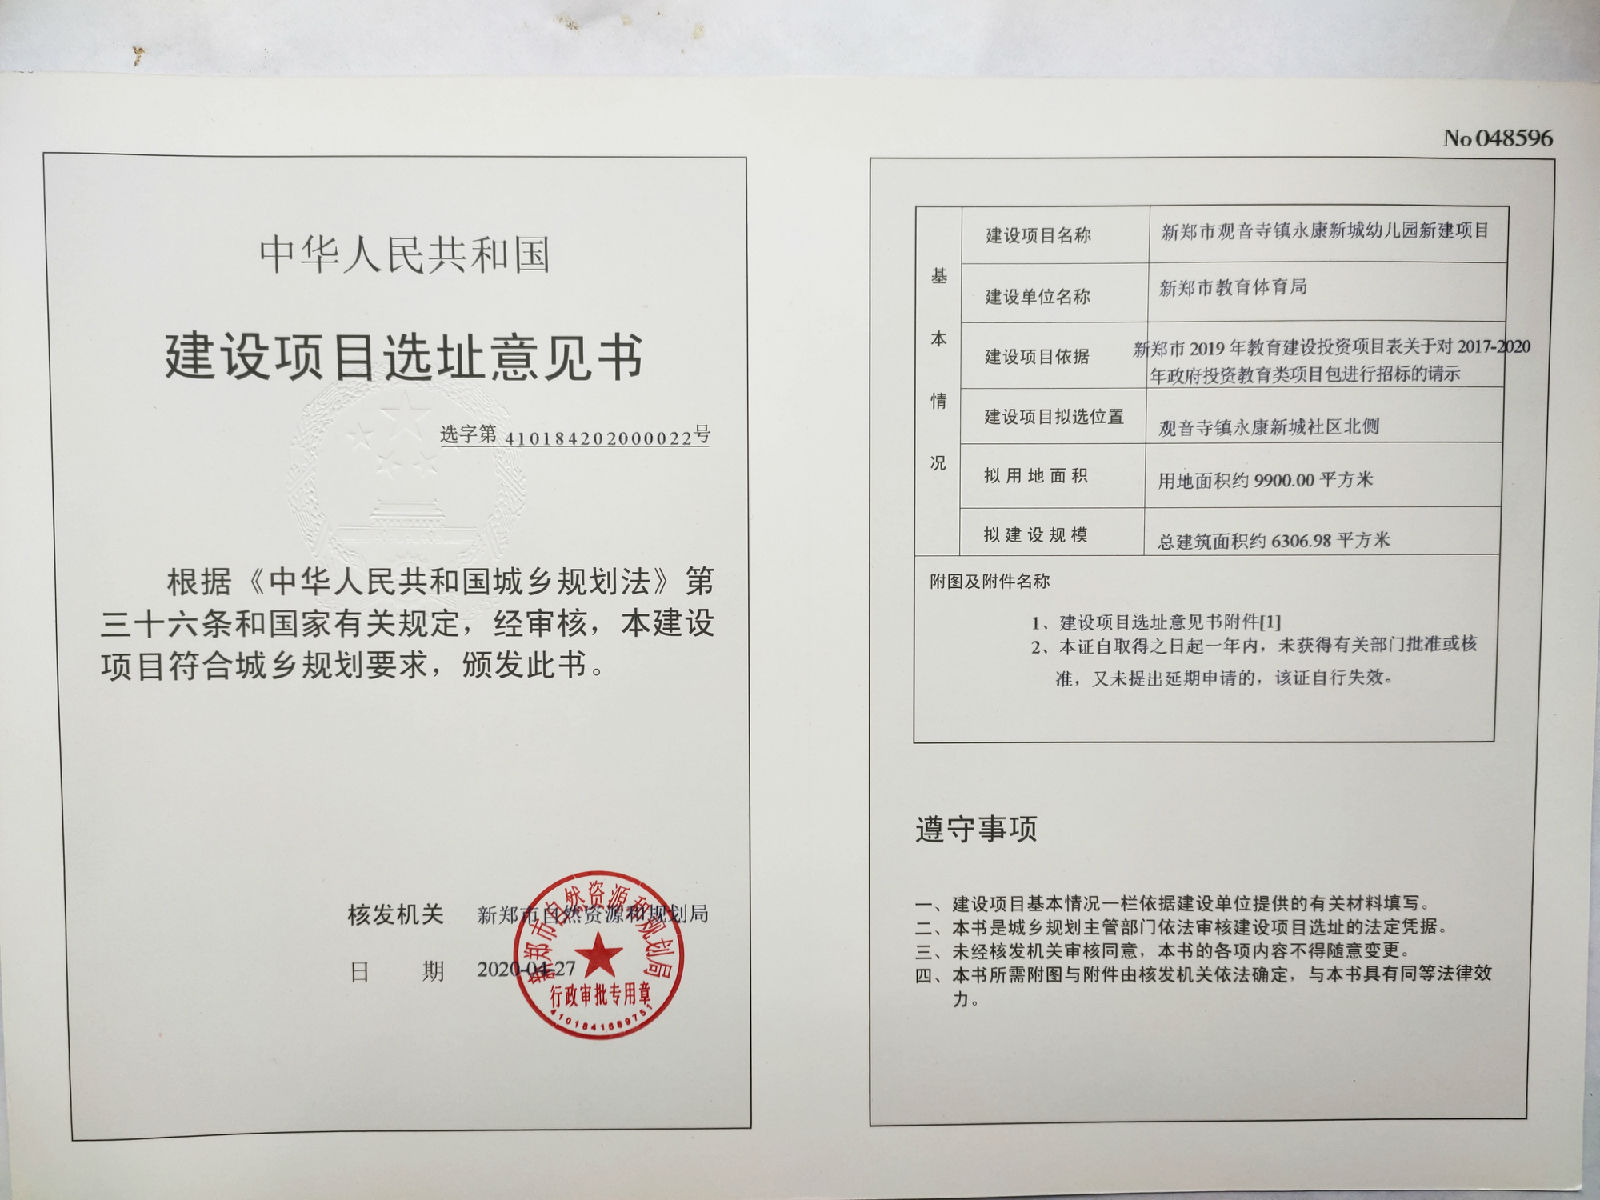 中华人民共和国
建设项目选址意见书
选字第 410184202000022号
根据《中华人民共和国城乡规划法》第
三十六条和国家有关规定，经审核，本建设
项目符合城乡规划要求，颁发此书。
核发机关 新郑市自然资源和规划局
日 期 2020-04-27
新郑市自然资源和规划局
行政审批专用章
No 048596
基本情况
建设项目名称 新郑市观音寺镇永康新城幼儿园新建项目
建设单位名称 新郑市教育体育局
建设项目依据 新郑市 2019 年教育建设投资项目表关于对 2017-2020
年政府投资教育类项目包进行招标的请示
建设项目拟选位置 观音寺镇永康新城社区北侧
拟用地面积 用地面积约 9900.00 平方米
拟建设规模 总建筑面积约 6306.98 平方米
附图及附件名称
1、建设项目选址意见书附件[1]
2、本证自取得之日起一年内，未获得有关部门批准或核
准，又未提出延期申请的，该证自行失效。
遵守事项
一、建设项目基本情况一栏依据建设单位提供的有关材料填写。
二、本书是城乡规划主管部门依法审核建设项目选址的法定凭据。
三、未经核发机关审核同意，本书的各项内容不得随意变更。
四、本书所需附图与附件由核发机关依法确定，与本书具有同等法律效
力。